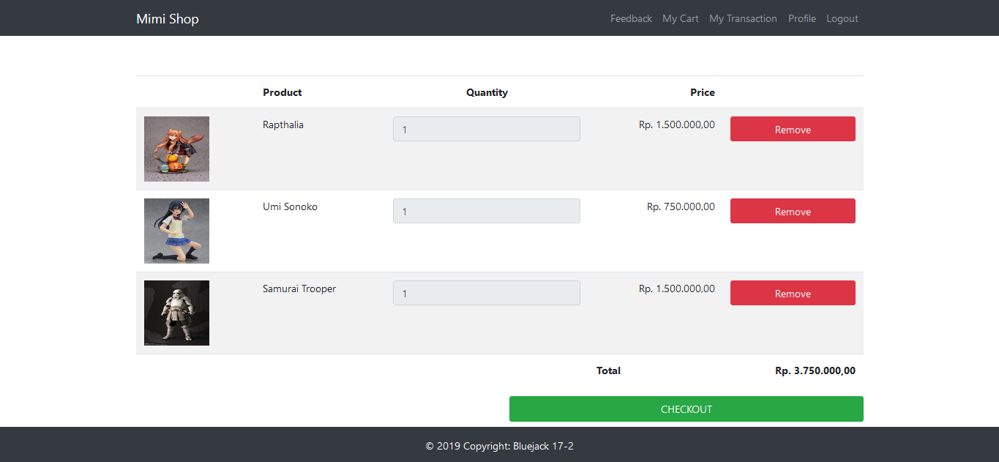 Mimi Shop Feedback My Cart My Transaction Profile Logout
Product Quantity Price
Rapthalia 1 Rp. 1.500.000,00 Remove
Umi Sonoko 1 Rp. 750.000,00 Remove
Samurai Trooper 1 Rp. 1.500.000,00 Remove
Total Rp. 3.750.000,00
CHECKOUT
© 2019 Copyright: Bluejack 17-2